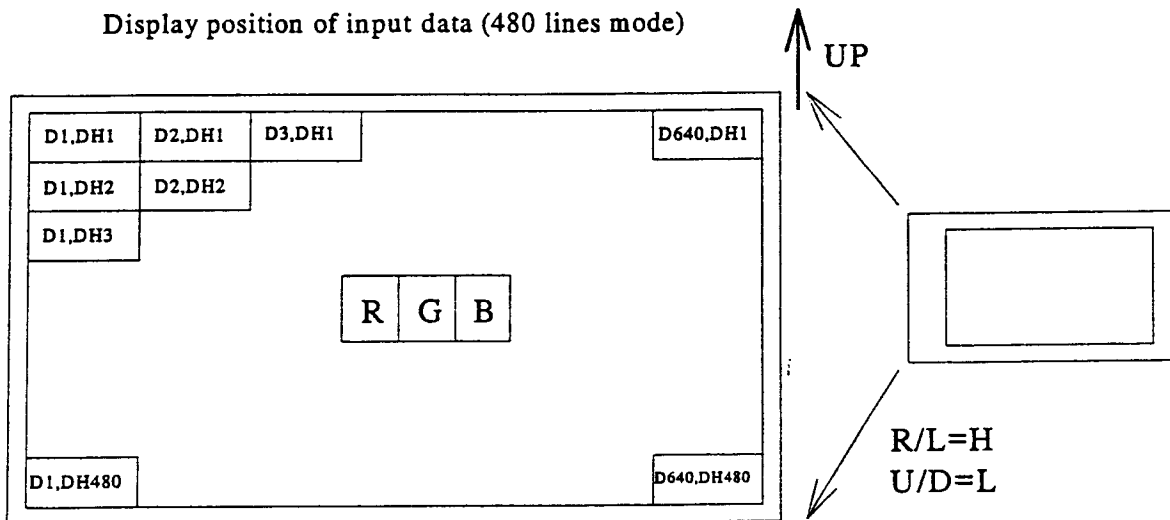 Display position of input data (480 lines mode)
UP
D1,DH1 D2,DH1 D3,DH1 D640,DH1
D1,DH2 D2,DH2
D1,DH3
R G B
D1,DH480 D640,DH480
R/L=H
U/D=L